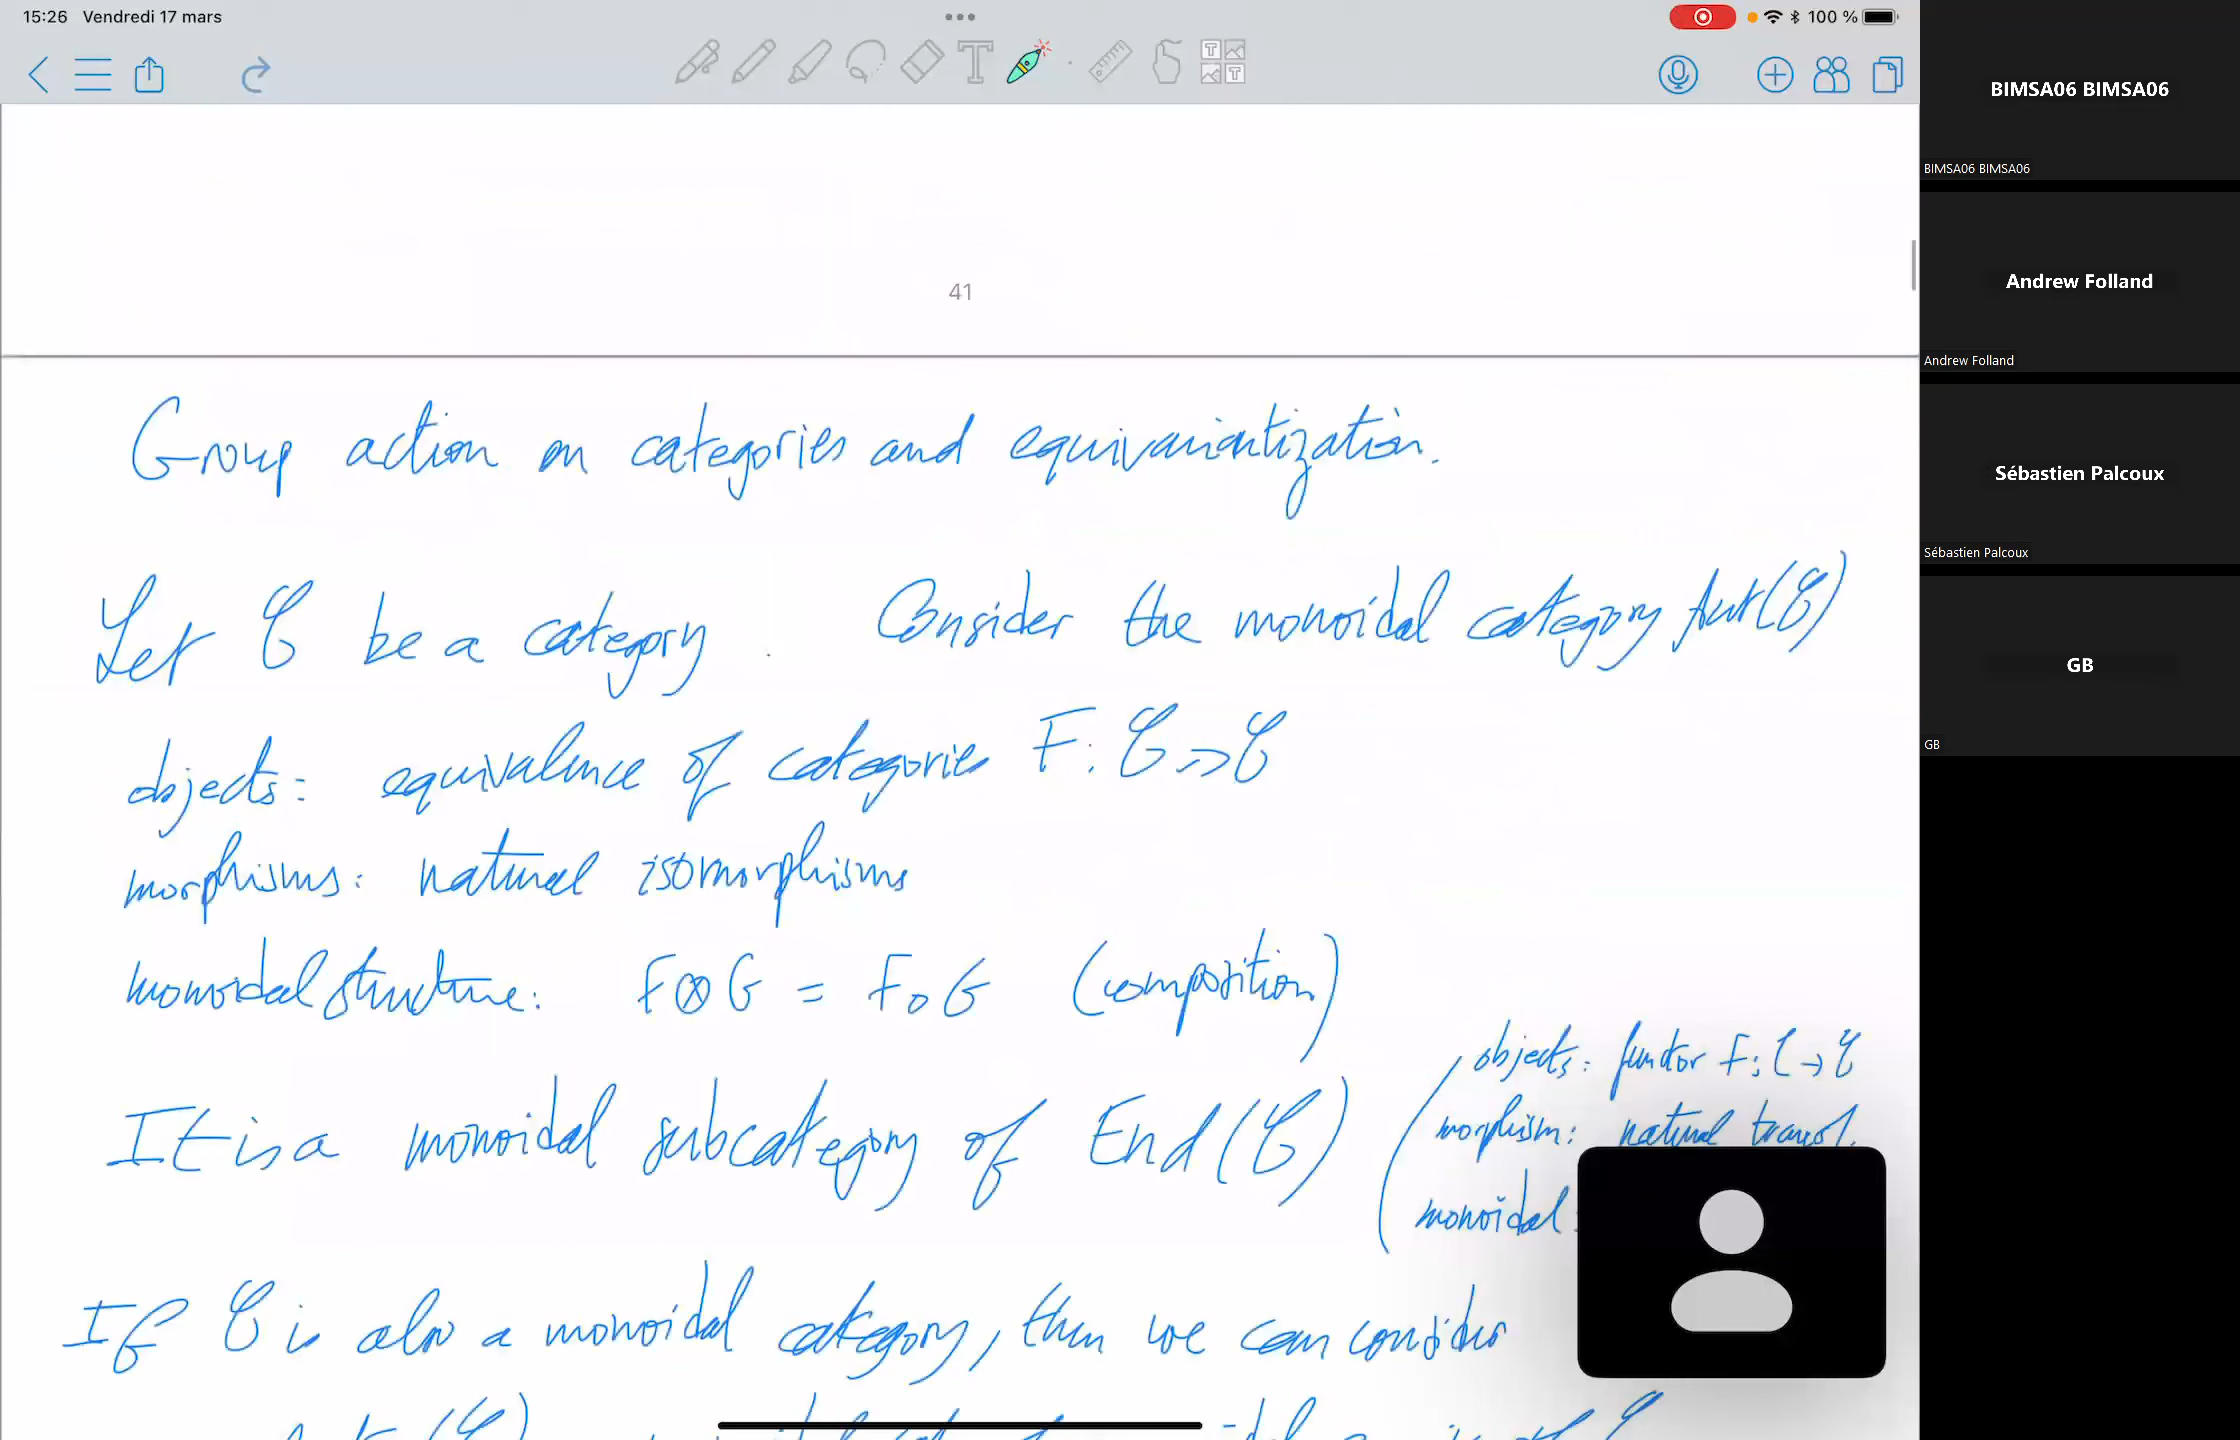 15:26 Vendredi 17 mars
100 %
41
Group action on categories and equivariantization.
Let 𝒞 be a category. Consider the monoidal category Aut(𝒞)
objects: equivalence of categories F: 𝒞 → 𝒞
morphisms: natural isomorphisms
monoidal structure: F⊗G = F∘G (composition)
It is a monoidal subcategory of End(𝒞)
objects: functor F: 𝒞 → 𝒞
morphism: natural transf.
monoidal:
If 𝒞 is also a monoidal category, then we can consider
BIMSA06 BIMSA06
BIMSA06 BIMSA06
Andrew Folland
Andrew Folland
Sébastien Palcoux
Sébastien Palcoux
GB
GB